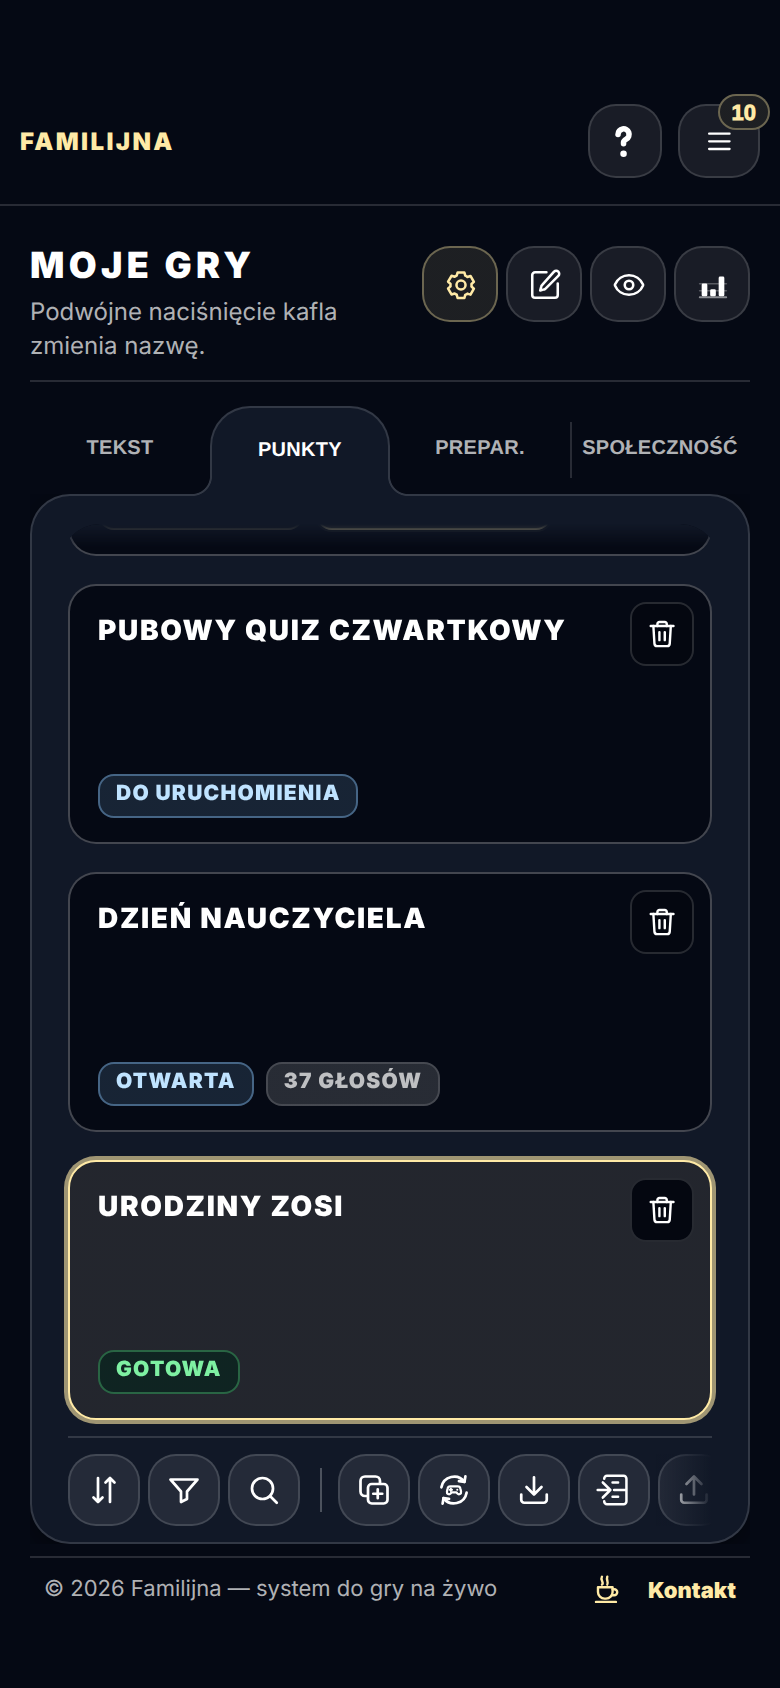 FAMILIJNA
10
MOJE GRY
Podwójne naciśnięcie kafla
zmienia nazwę.
TEKST
PUNKTY
PREPAR.
SPOŁECZNOŚĆ
PUBOWY QUIZ CZWARTKOWY
DO URUCHOMIENIA
DZIEŃ NAUCZYCIELA
OTWARTA
37 GŁOSÓW
URODZINY ZOSI
GOTOWA
© 2026 Familijna — system do gry na żywo
Kontakt